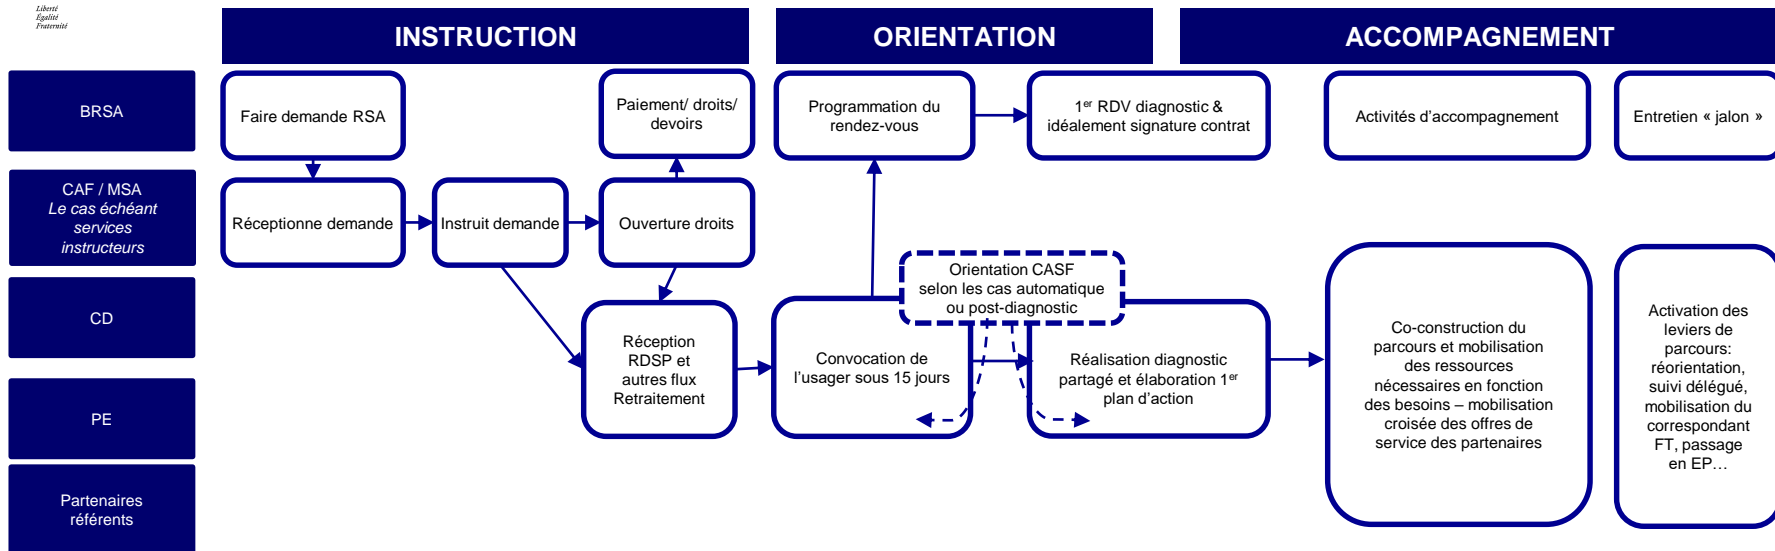 Liberté
Égalité
Fraternité
INSTRUCTION
ORIENTATION
ACCOMPAGNEMENT
BRSA
Faire demande RSA
Paiement/ droits/
devoirs
Programmation du
rendez-vous
1er RDV diagnostic &
idéalement signature contrat
Activités d'accompagnement
Entretien « jalon »
CAF / MSA
Le cas échéant
services
instructeurs
Réceptionne demande
Instruit demande
Ouverture droits
Orientation CASF
selon les cas automatique
ou post-diagnostic
CD
Réception
RDSP et
autres flux
Retraitement
Convocation de
l'usager sous 15 jours
Réalisation diagnostic
partagé et élaboration 1er
plan d'action
Co-construction du
parcours et mobilisation
des ressources
nécessaires en fonction
des besoins – mobilisation
croisée des offres de
service des partenaires
Activation des
leviers de
parcours:
réorientation,
suivi délégué,
mobilisation du
correspondant
FT, passage
en EP…
PE
Partenaires
référents